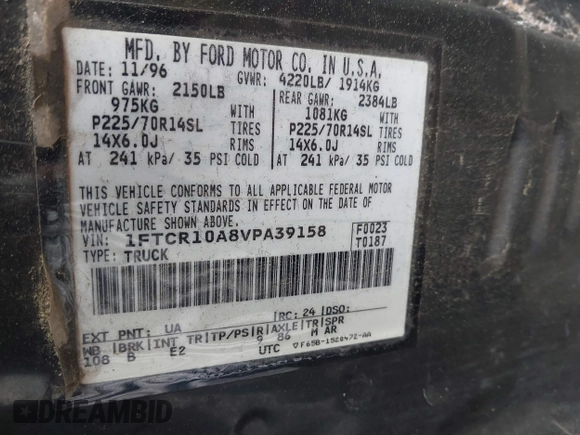 MFD. BY FORD MOTOR CO. IN U.S.A.
DATE: 11/96 GVWR: 4220LB/ 1914KG
FRONT GAWR: 2150LB REAR GAWR: 2384LB
975KG WITH 1081KG WITH
P225/70R14SL TIRES P225/70R14SL TIRES
14X6.0J RIMS 14X6.0J RIMS
AT 241 kPa/ 35 PSI COLD AT 241 kPa/ 35 PSI COLD
THIS VEHICLE CONFORMS TO ALL APPLICABLE FEDERAL MOTOR
VEHICLE SAFETY STANDARDS IN EFFECT ON THE DATE OF
MANUFACTURE SHOWN ABOVE.
VIN: 1FTCR10A8VPA39158 F0023
TYPE: TRUCK T0187
EXT PNT: UA RC: 24 DSO:
WB BRK INT TR TP/PS R AXLE TR SPR
108 B E2 9 86 M AR
UTC F65B-1520472-AA
DREAMBID